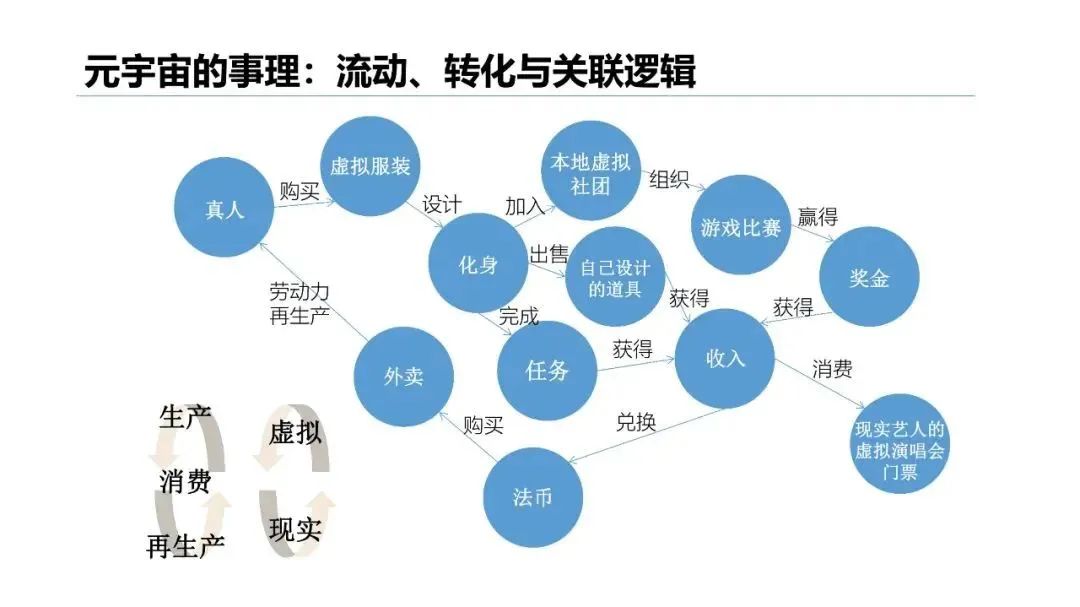 元宇宙的事理：流动、转化与关联逻辑
真人
购买
虚拟服装
设计
化身
加入
本地虚拟
社团
组织
游戏比赛
赢得
奖金
出售
自己设计
的道具
获得
获得
完成
任务
获得
收入
消费
现实艺人的
虚拟演唱会
门票
兑换
法币
购买
外卖
劳动力
再生产
生产
消费
再生产
虚拟
现实